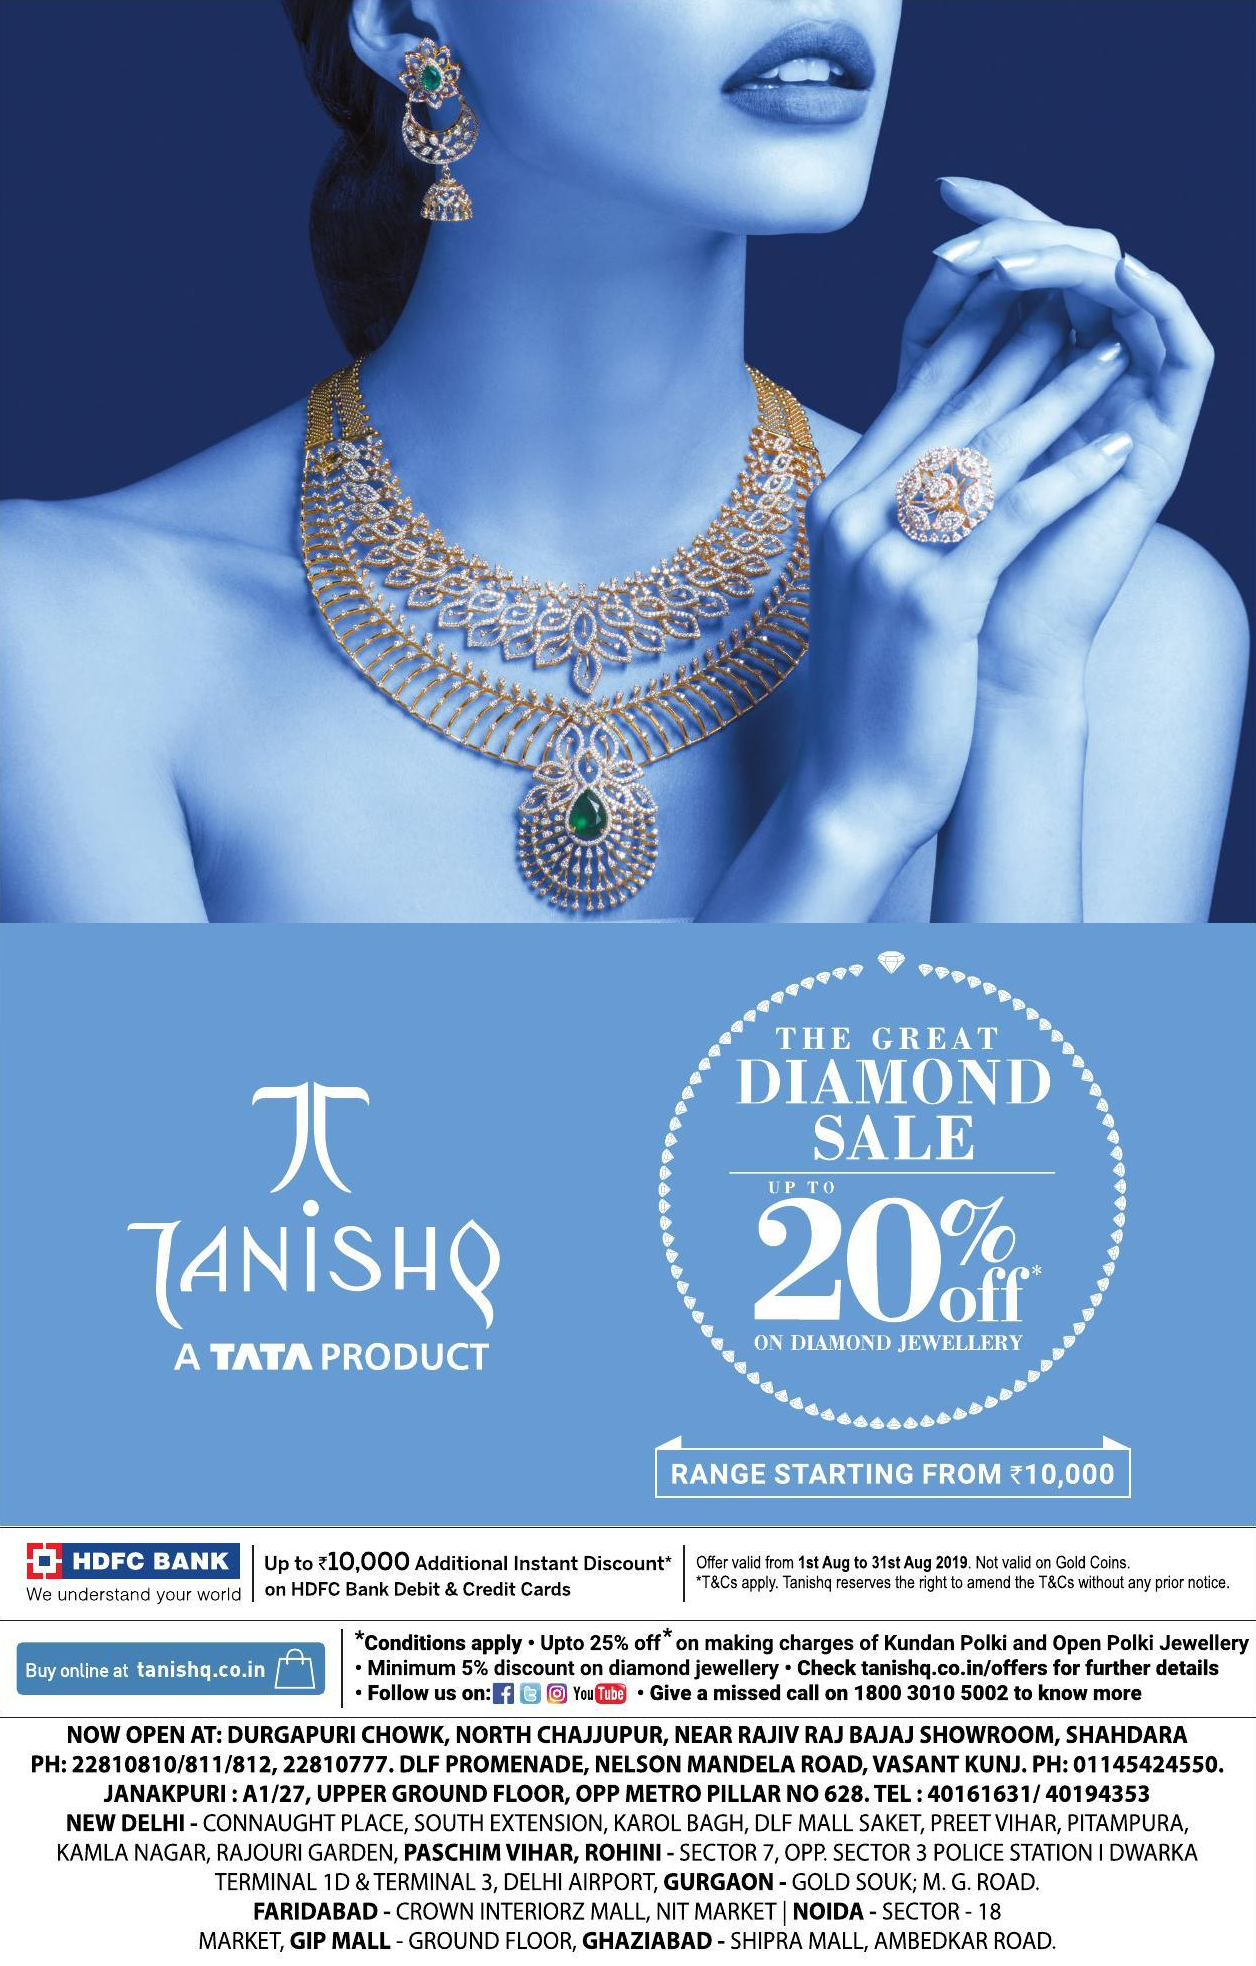 TANiSHQ
A TATA PRODUCT
THE GREAT
DIAMOND
SALE
UP TO
20% off*
ON DIAMOND JEWELLERY
RANGE STARTING FROM ₹10,000
HDFC BANK
We understand your world
Up to ₹10,000 Additional Instant Discount*
on HDFC Bank Debit & Credit Cards
Offer valid from 1st Aug to 31st Aug 2019. Not valid on Gold Coins.
*T&Cs apply. Tanishq reserves the right to amend the T&Cs without any prior notice.
Buy online at tanishq.co.in
*Conditions apply • Upto 25% off* on making charges of Kundan Polki and Open Polki Jewellery
• Minimum 5% discount on diamond jewellery • Check tanishq.co.in/offers for further details
• Follow us on: f You Tube • Give a missed call on 1800 3010 5002 to know more
NOW OPEN AT: DURGAPURI CHOWK, NORTH CHAJJUPUR, NEAR RAJIV RAJ BAJAJ SHOWROOM, SHAHDARA
PH: 22810810/811/812, 22810777. DLF PROMENADE, NELSON MANDELA ROAD, VASANT KUNJ. PH: 01145424550.
JANAKPURI : A1/27, UPPER GROUND FLOOR, OPP METRO PILLAR NO 628. TEL : 40161631/ 40194353
NEW DELHI - CONNAUGHT PLACE, SOUTH EXTENSION, KAROL BAGH, DLF MALL SAKET, PREET VIHAR, PITAMPURA,
KAMLA NAGAR, RAJOURI GARDEN, PASCHIM VIHAR, ROHINI - SECTOR 7, OPP. SECTOR 3 POLICE STATION I DWARKA
TERMINAL 1D & TERMINAL 3, DELHI AIRPORT, GURGAON - GOLD SOUK; M. G. ROAD.
FARIDABAD - CROWN INTERIORZ MALL, NIT MARKET | NOIDA - SECTOR - 18
MARKET, GIP MALL - GROUND FLOOR, GHAZIABAD - SHIPRA MALL, AMBEDKAR ROAD.